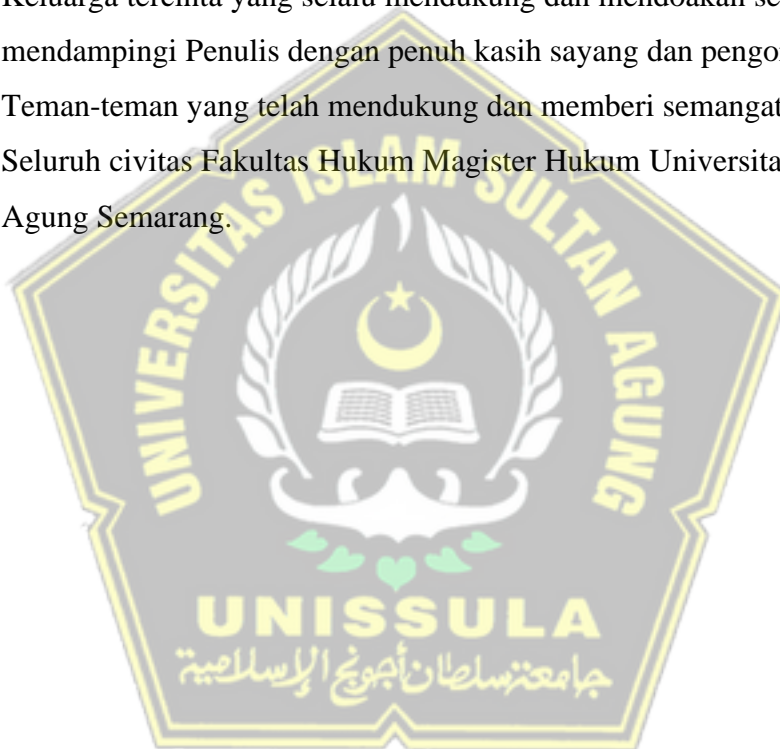 Keluarga tercinta yang selalu mendukung dan mendoakan se
mendampingi Penulis dengan penuh kasih sayang dan pengo
Teman-teman yang telah mendukung dan memberi semangat
Seluruh civitas Fakultas Hukum Magister Hukum Universita
Agung Semarang.
UNIVERSITAS ISLAM SULTAN AGUNG
UNISSULA
جامعتسلطان أجونج الإسلامية